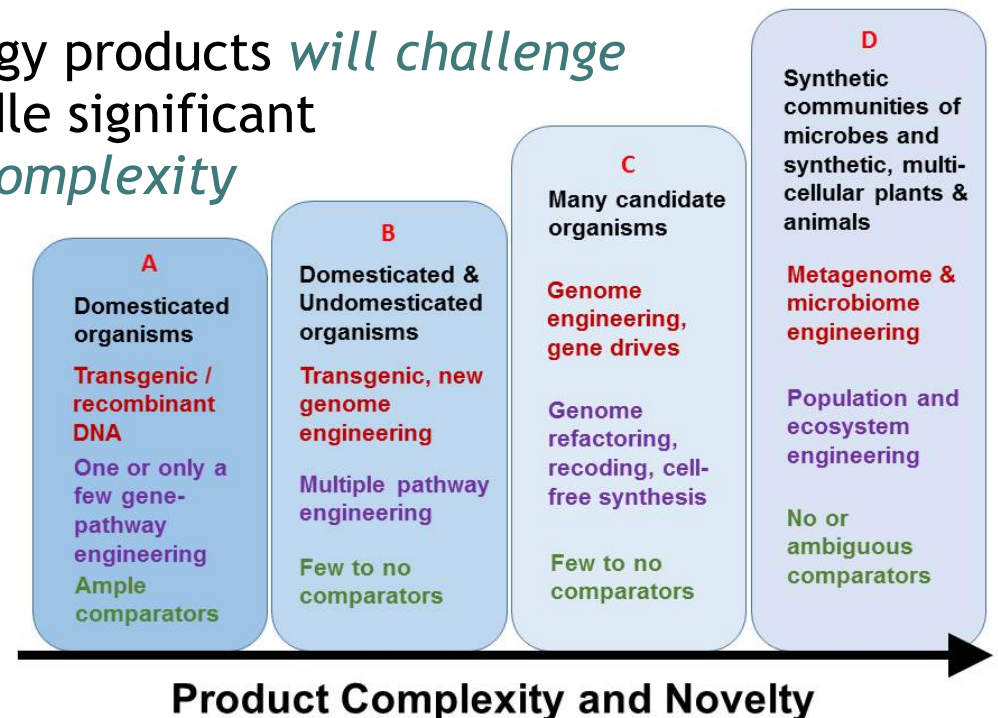 gy products will challenge
dle significant
omplexity
A
Domesticated
organisms
Transgenic /
recombinant
DNA
One or only a
few gene-
pathway
engineering
Ample
comparators
B
Domesticated &
Undomesticated
organisms
Transgenic, new
genome
engineering
Multiple pathway
engineering
Few to no
comparators
C
Many candidate
organisms
Genome
engineering,
gene drives
Genome
refactoring,
recoding, cell-
free synthesis
Few to no
comparators
D
Synthetic
communities of
microbes and
synthetic, multi-
cellular plants &
animals
Metagenome &
microbiome
engineering
Population and
ecosystem
engineering
No or
ambiguous
comparators
Product Complexity and Novelty